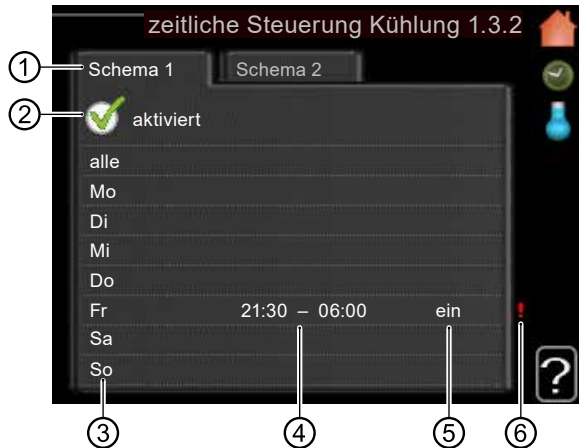 zeitliche Steuerung Kühlung 1.3.2
1 Schema 1 Schema 2
2 aktiviert
alle
Mo
Di
Mi
Do
Fr 21:30 – 06:00 ein !
Sa
So
?
3 4 5 6